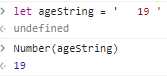 > let ageString = '   19 '
< undefined
> Number(ageString)
< 19